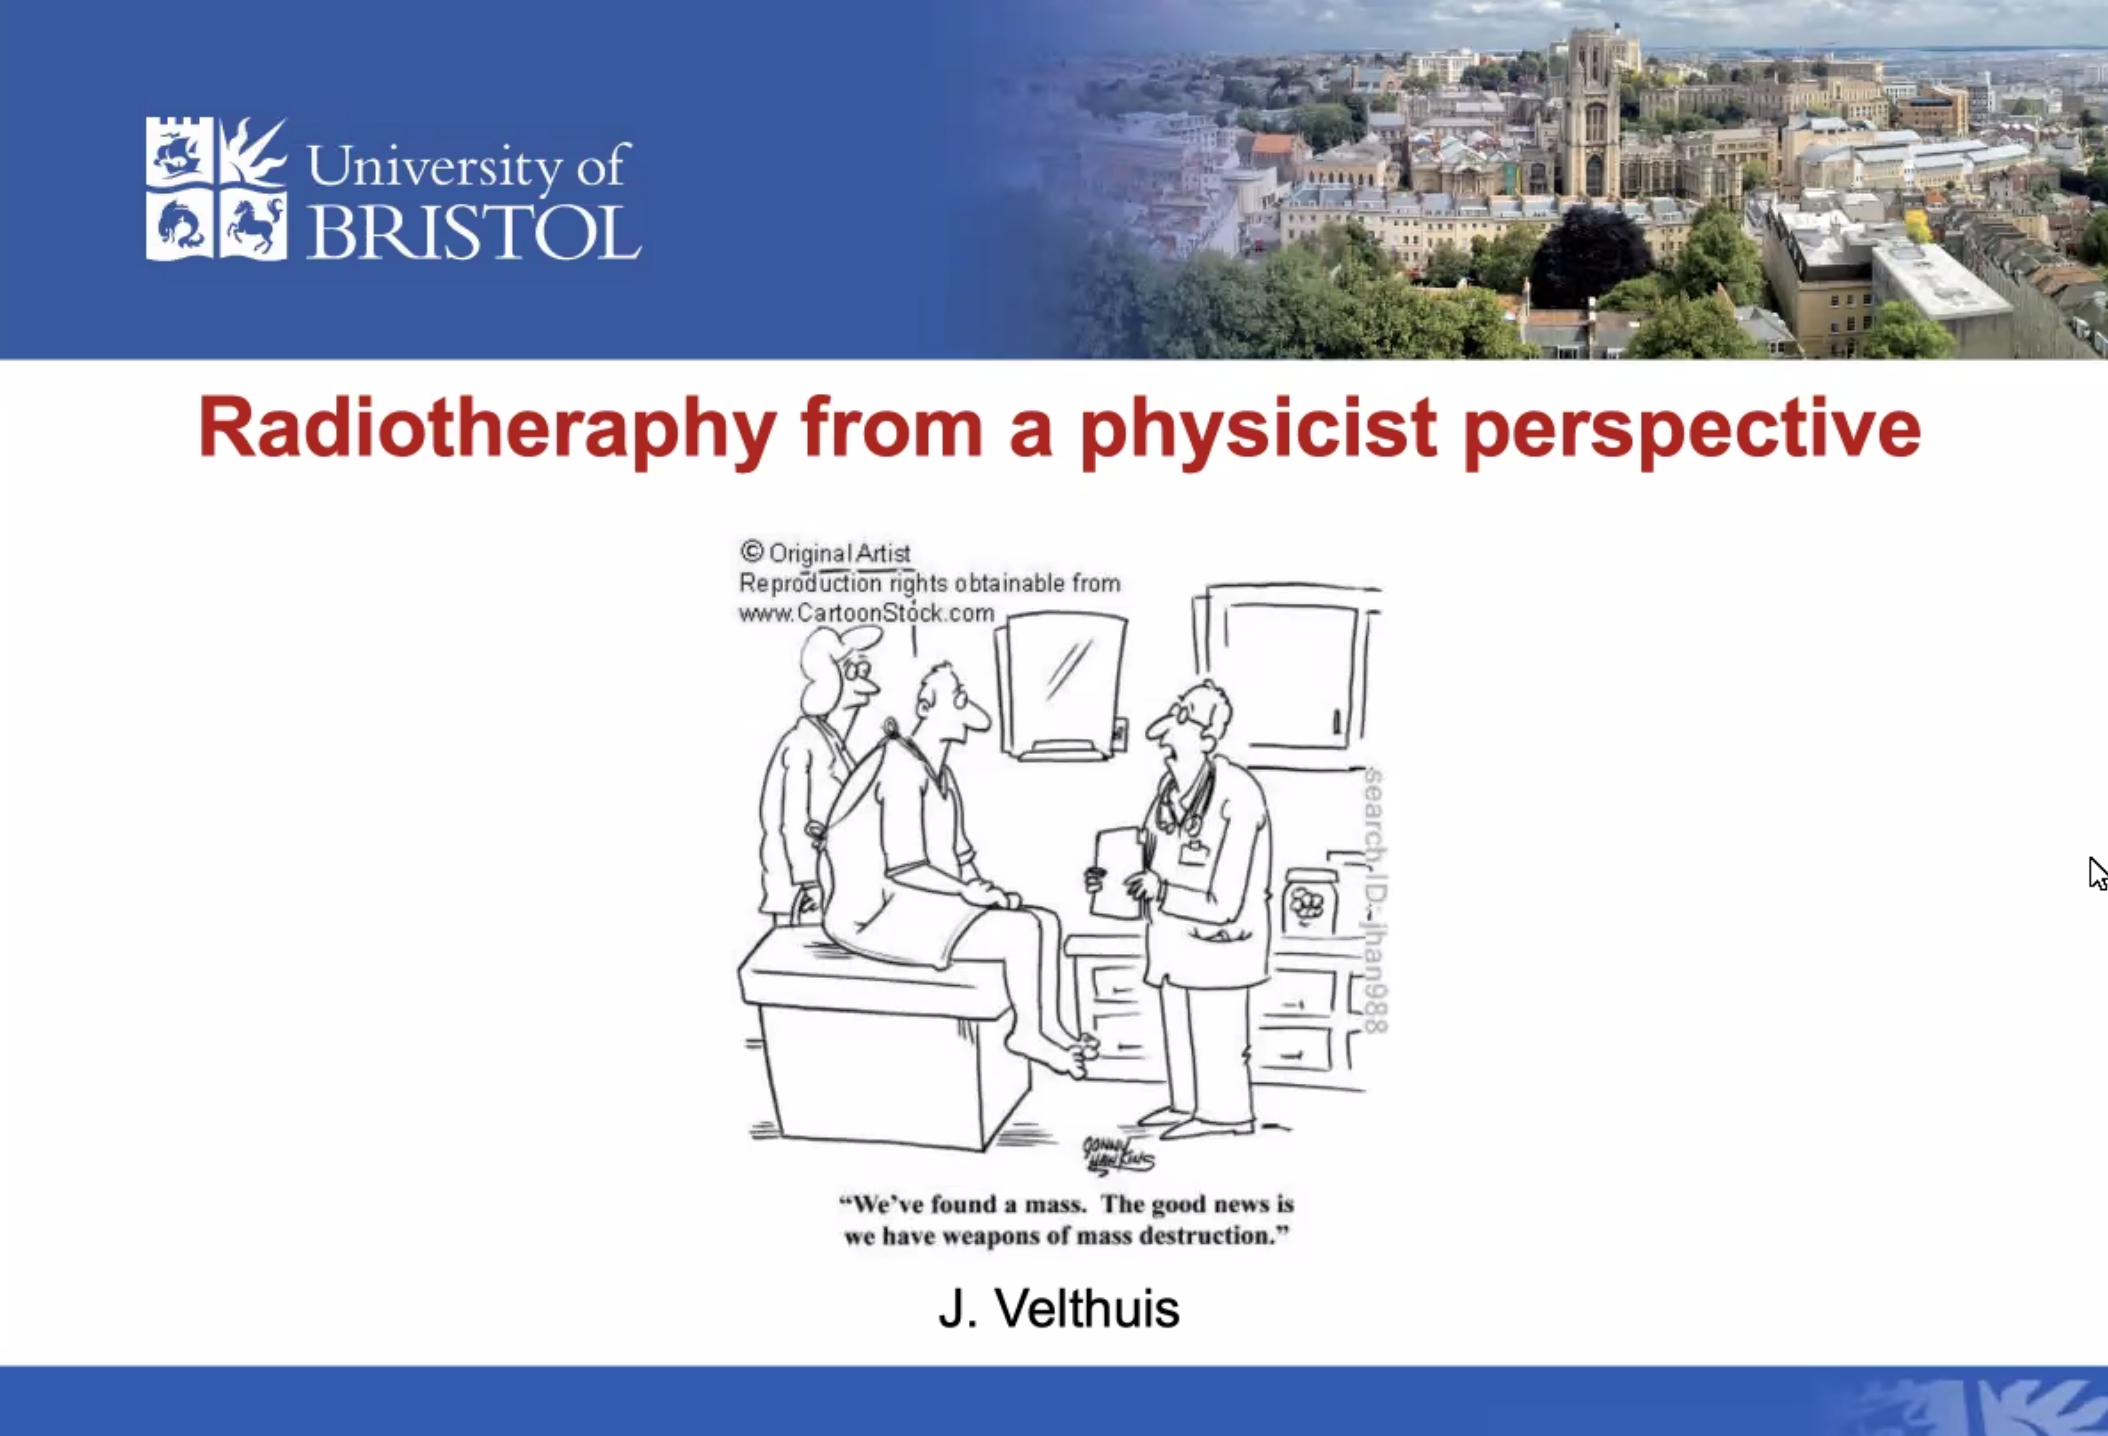 University of
BRISTOL
Radiotheraphy from a physicist perspective
© Original Artist
Reproduction rights obtainable from
www.CartoonStock.com
search ID: jhan988
JONNY
HAWKINS
“We’ve found a mass. The good news is
we have weapons of mass destruction.”
J. Velthuis